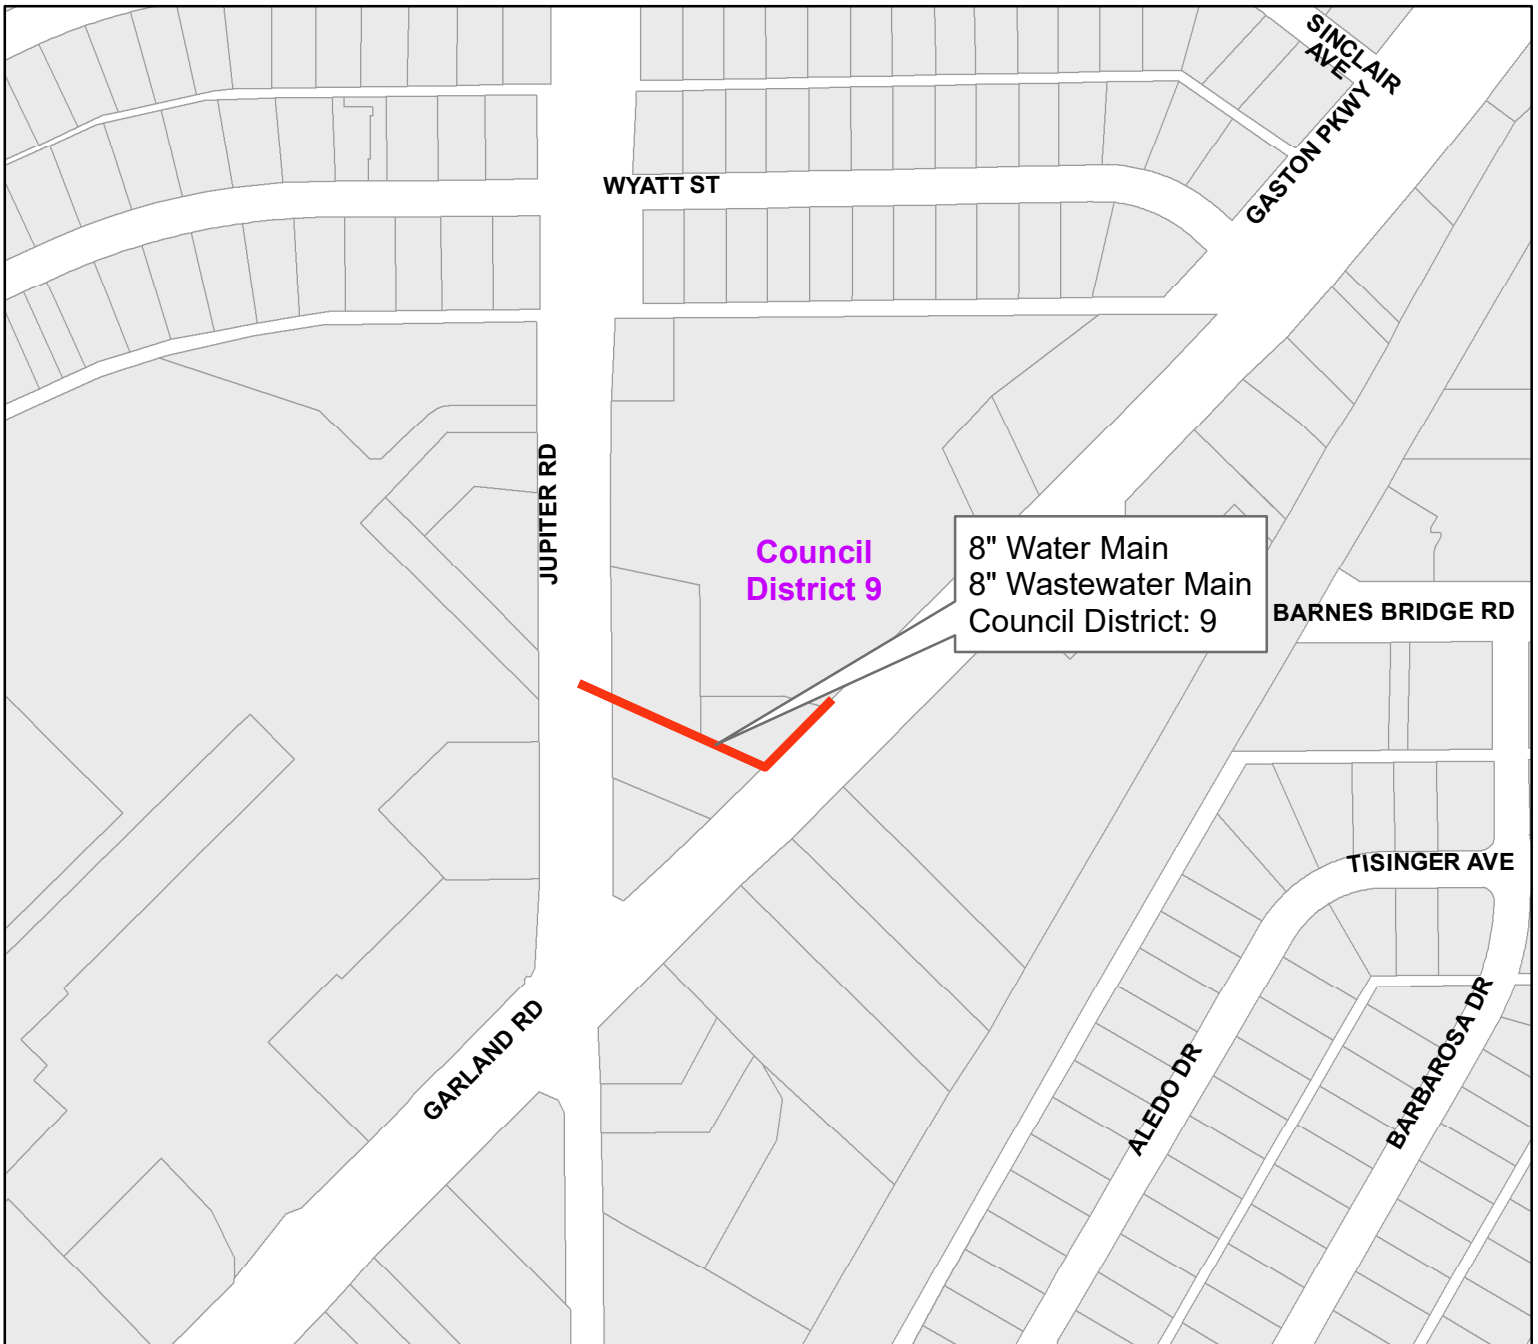 SINCLAIR
AVE
GASTON PKWY
WYATT ST
JUPITER RD
Council
District 9
8" Water Main
8" Wastewater Main
Council District: 9
BARNES BRIDGE RD
TISINGER AVE
GARLAND RD
ALEDO DR
BARBAROSA DR